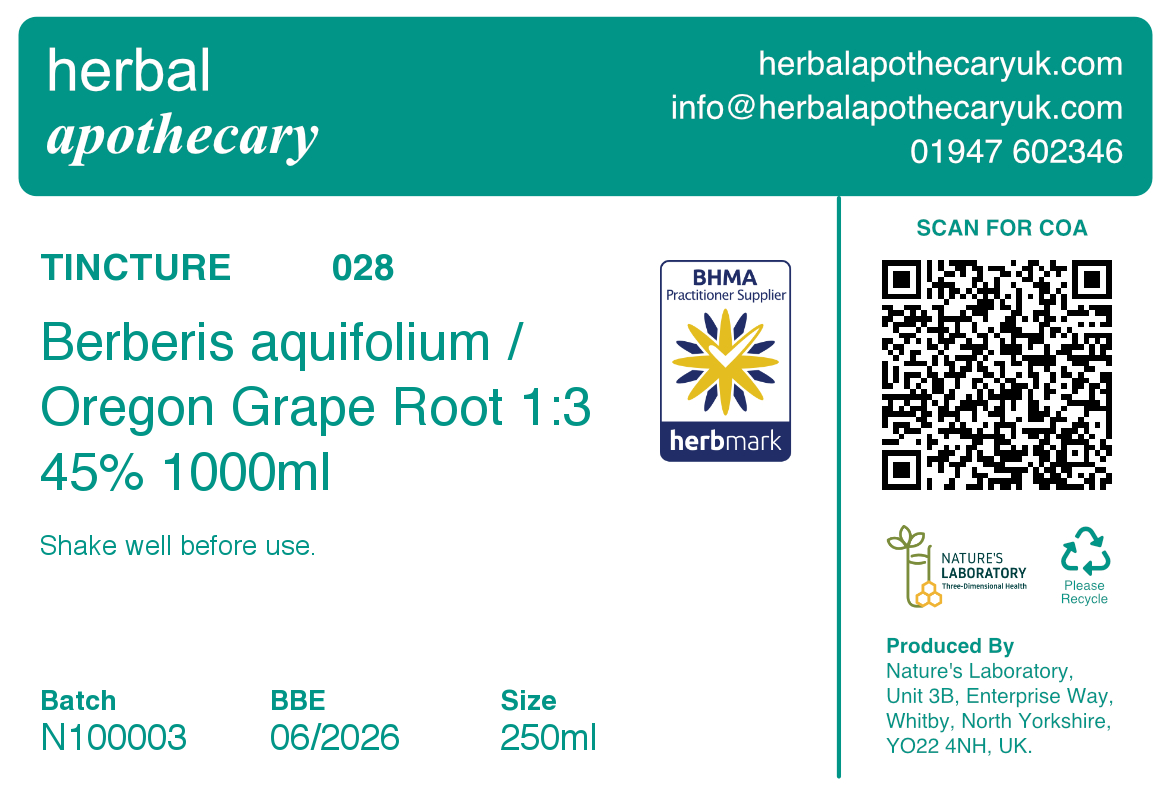 herbal
apothecary
herbalapothecaryuk.com
info@herbalapothecaryuk.com
01947 602346
TINCTURE 028
Berberis aquifolium /
Oregon Grape Root 1:3
45% 1000ml
Shake well before use.
BHMA
Practitioner Supplier
herbmark
Batch BBE Size
N100003 06/2026 250ml
SCAN FOR COA
NATURE'S
LABORATORY
Three-Dimensional Health
Please
Recycle
Produced By
Nature's Laboratory,
Unit 3B, Enterprise Way,
Whitby, North Yorkshire,
YO22 4NH, UK.